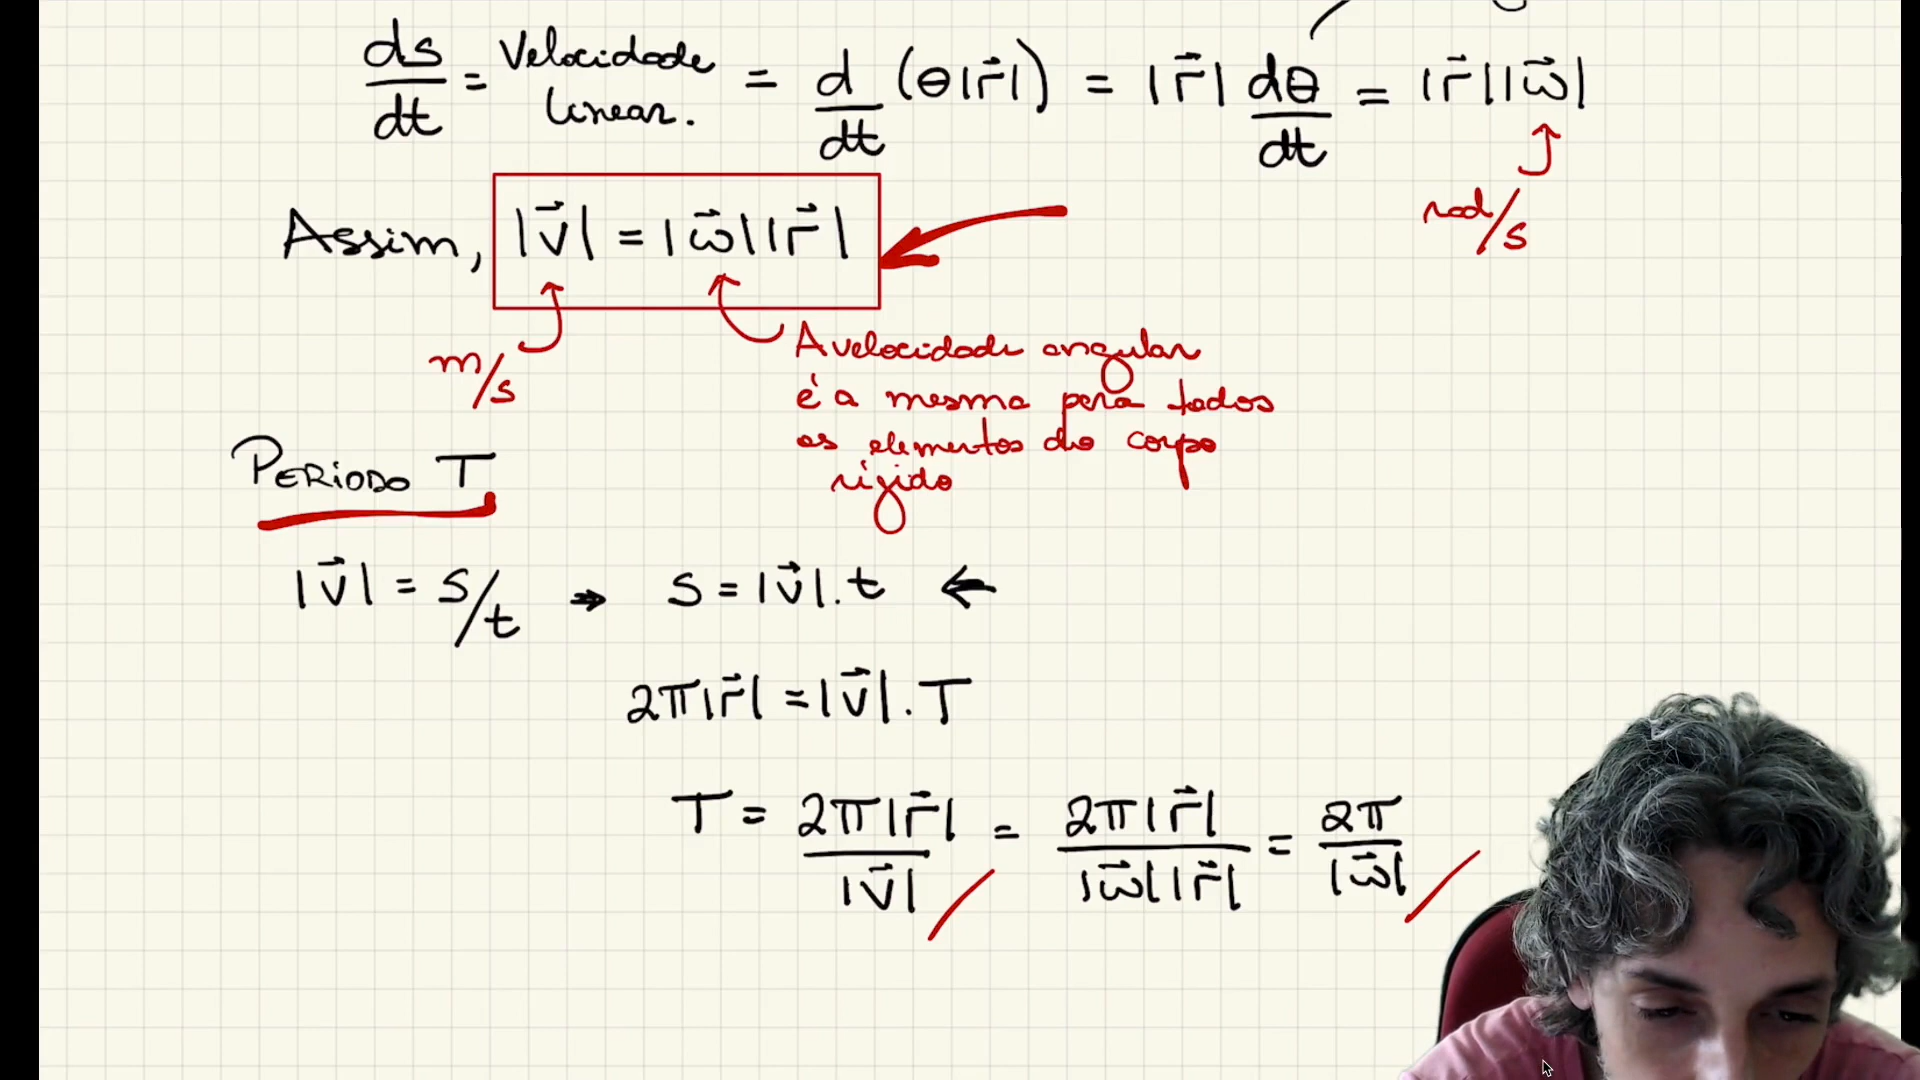 ds/dt = Velocidade linear. = d/dt (θ|r⃗|) = |r⃗| dθ/dt = |r⃗||ω⃗|
rad/s
Assim, |v⃗| = |ω⃗||r⃗|
m/s
A velocidade angular
é a mesma para todos
os elementos do corpo
rígido
PERÍODO T
|v⃗| = s/t ⇒ s = |v⃗|.t ←
2π|r⃗| = |v⃗|.T
T = 2π|r⃗|/|v⃗| = 2π|r⃗|/|ω⃗||r⃗| = 2π/|ω⃗|